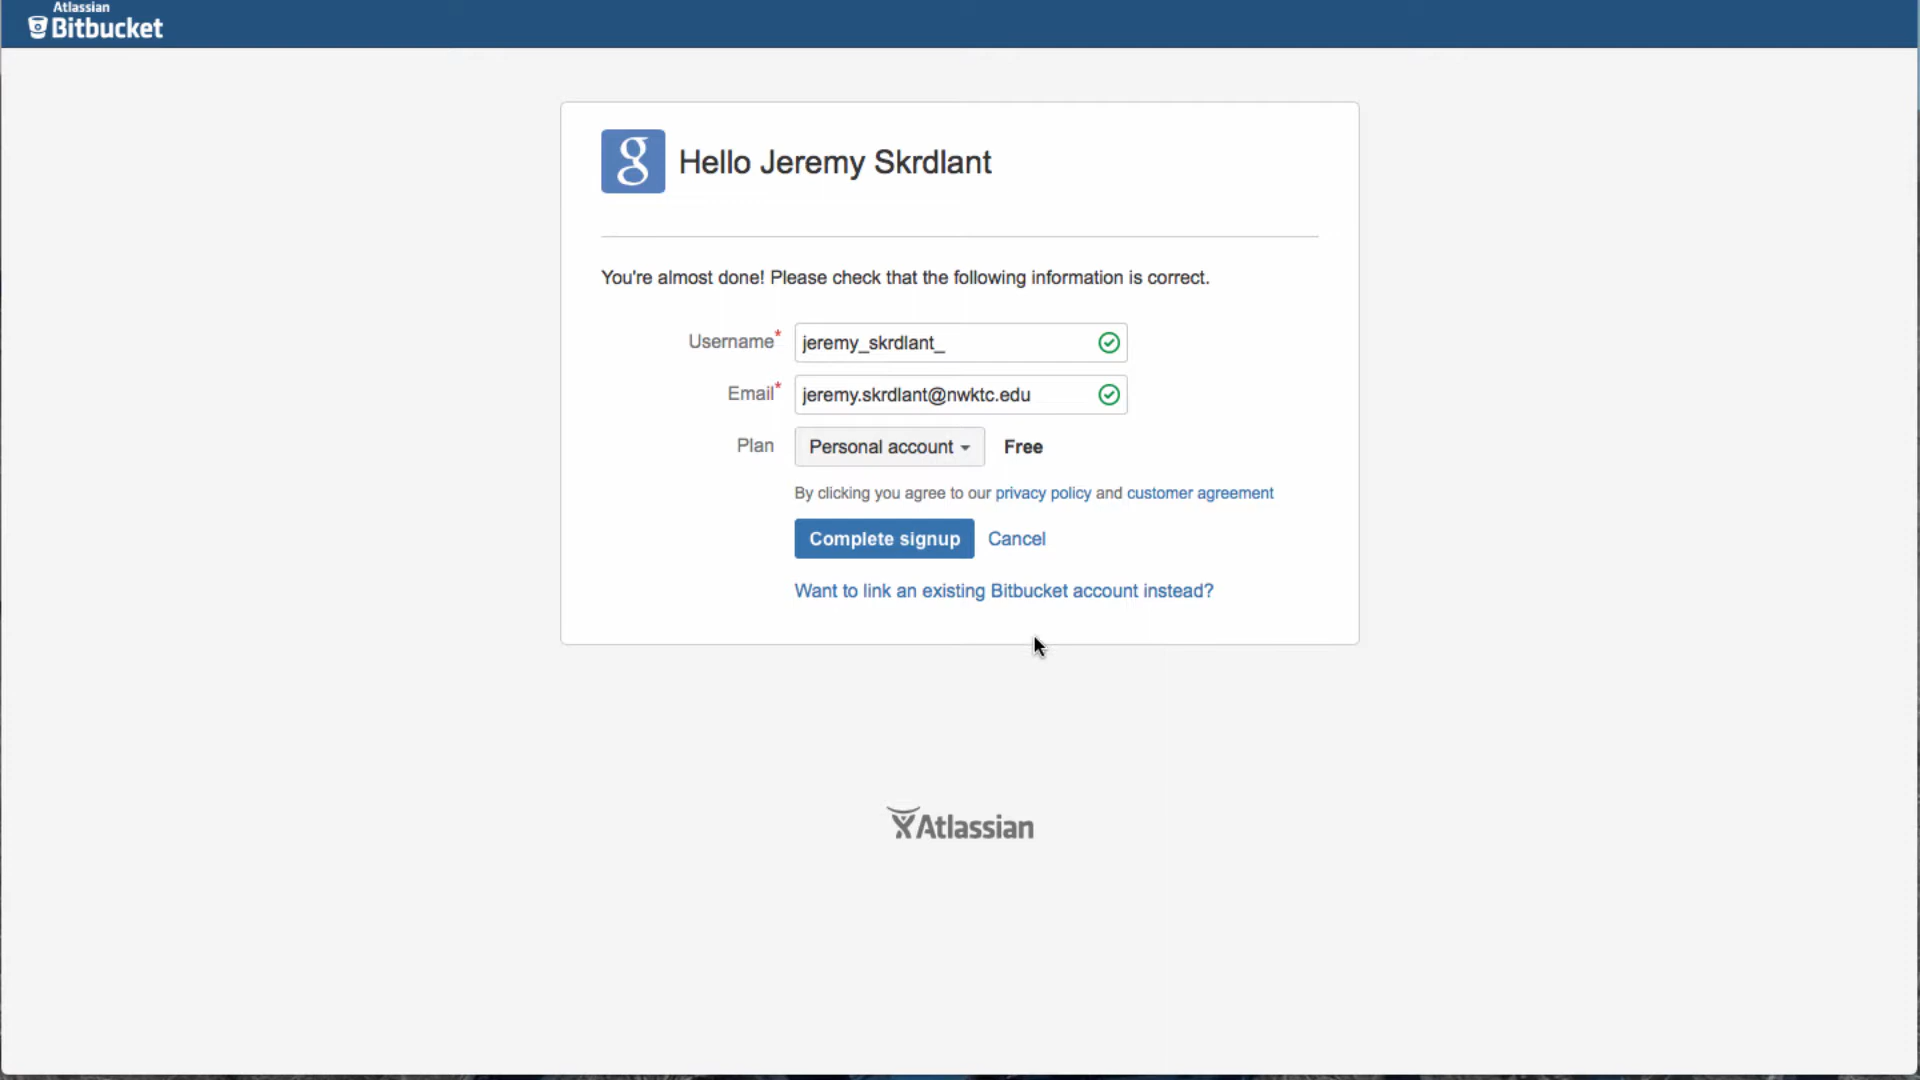 Atlassian
Bitbucket
g Hello Jeremy Skrdlant
You're almost done! Please check that the following information is correct.
Username* jeremy_skrdlant_
Email* jeremy.skrdlant@nwktc.edu
Plan Personal account Free
By clicking you agree to our privacy policy and customer agreement
Complete signup Cancel
Want to link an existing Bitbucket account instead?
Atlassian